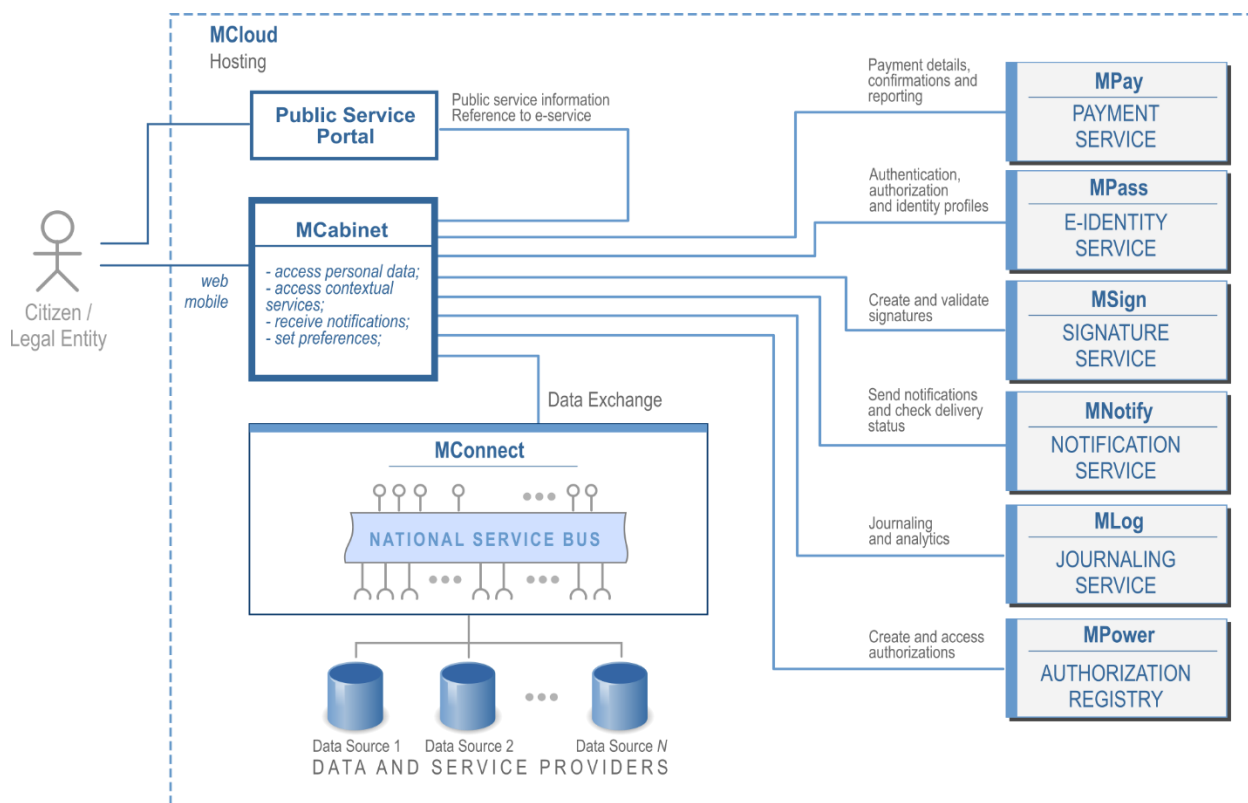 MCloud
Hosting
Public Service
Portal
Public service information
Reference to e-service
MCabinet
- access personal data;
- access contextual
services;
- receive notifications;
- set preferences;
web
mobile
Citizen /
Legal Entity
Data Exchange
MConnect
NATIONAL SERVICE BUS
Data Source 1
Data Source 2
Data Source N
DATA AND SERVICE PROVIDERS
Payment details,
confirmations and
reporting
MPay
PAYMENT
SERVICE
Authentication,
authorization
and identity profiles
MPass
E-IDENTITY
SERVICE
Create and validate
signatures
MSign
SIGNATURE
SERVICE
Send notifications
and check delivery
status
MNotify
NOTIFICATION
SERVICE
Journaling
and analytics
MLog
JOURNALING
SERVICE
Create and access
authorizations
MPower
AUTHORIZATION
REGISTRY